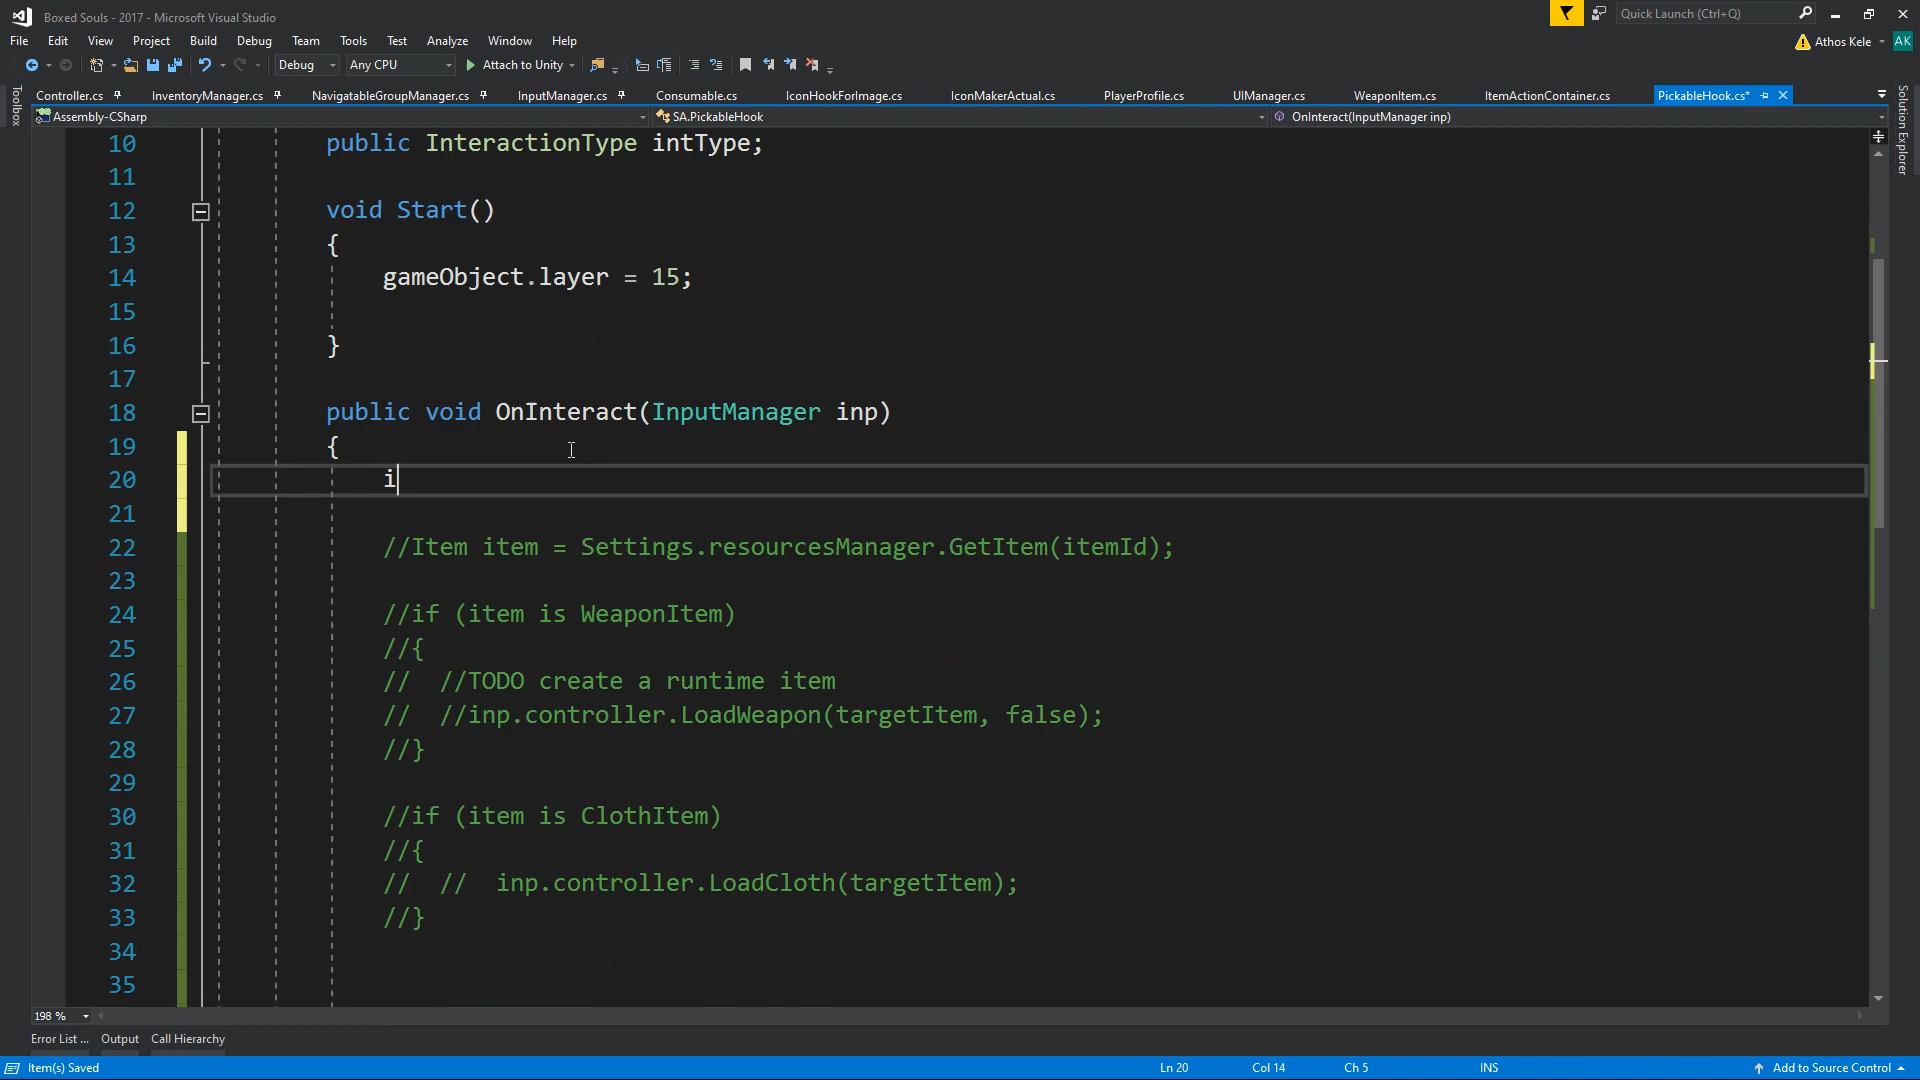 Boxed Souls - 2017 - Microsoft Visual Studio
Quick Launch (Ctrl+Q)
File Edit View Project Build Debug Team Tools Test Analyze Window Help
Athos Kele AK
Debug Any CPU Attach to Unity
Toolbox
Controller.cs InventoryManager.cs NavigatableGroupManager.cs InputManager.cs Consumable.cs IconHookForImage.cs IconMakerActual.cs PlayerProfile.cs UIManager.cs WeaponItem.cs ItemActionContainer.cs PickableHook.cs*
Solution Explorer
Assembly-CSharp SA.PickableHook OnInteract(InputManager inp)
10 public InteractionType intType;
11
12 void Start()
13 {
14 gameObject.layer = 15;
15
16 }
17
18 public void OnInteract(InputManager inp)
19 {
20 i
21
22 //Item item = Settings.resourcesManager.GetItem(itemId);
23
24 //if (item is WeaponItem)
25 //{
26 // //TODO create a runtime item
27 // //inp.controller.LoadWeapon(targetItem, false);
28 //}
29
30 //if (item is ClothItem)
31 //{
32 // // inp.controller.LoadCloth(targetItem);
33 //}
34
35
198 %
Error List ... Output Call Hierarchy
Item(s) Saved Ln 20 Col 14 Ch 5 INS Add to Source Control